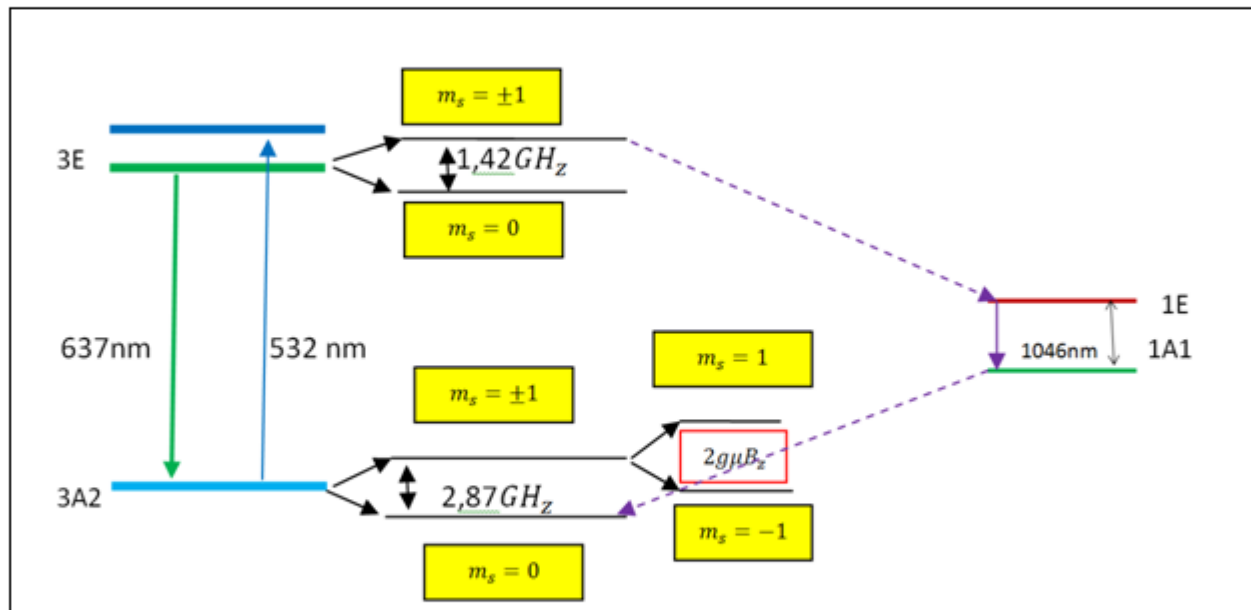 m_s = ±1
3E
1,42GH_Z
m_s = 0
1E
637nm
532 nm
1046nm
1A1
m_s = 1
m_s = ±1
2gμB_z
3A2
2,87GH_Z
m_s = −1
m_s = 0